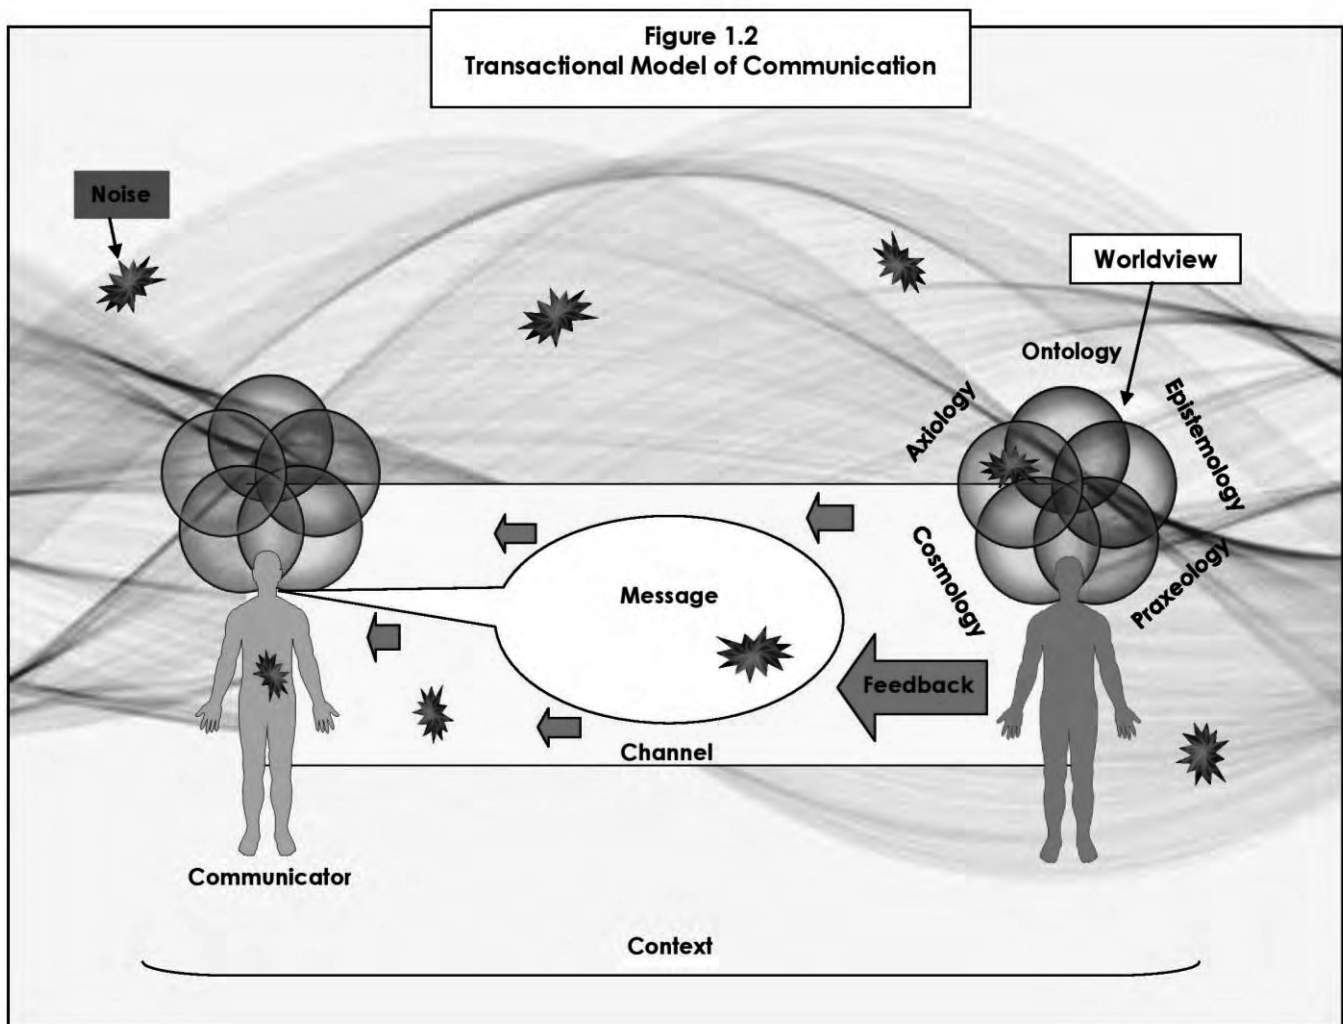 Figure 1.2
Transactional Model of Communication
Noise
Worldview
Ontology
Axiology
Epistemology
Cosmology
Praxeology
Message
Feedback
Channel
Communicator
Context